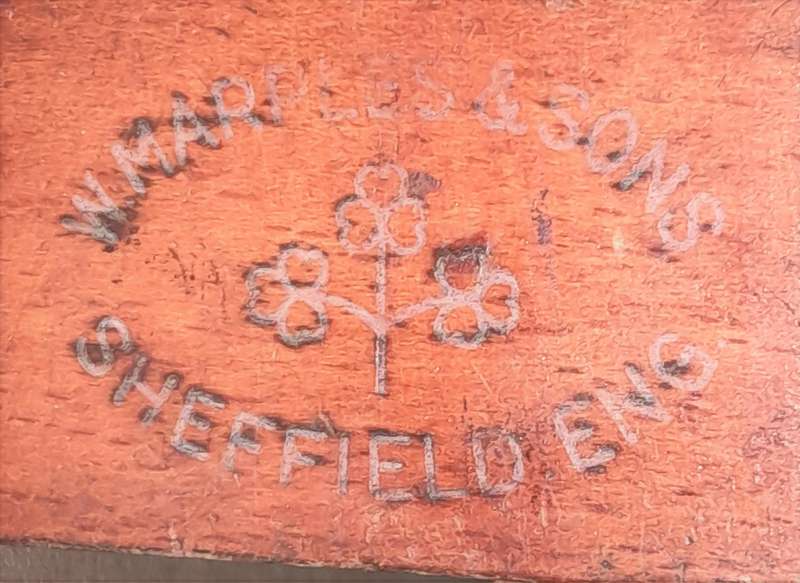 W. MARPLES & SONS
SHEFFIELD. ENG.